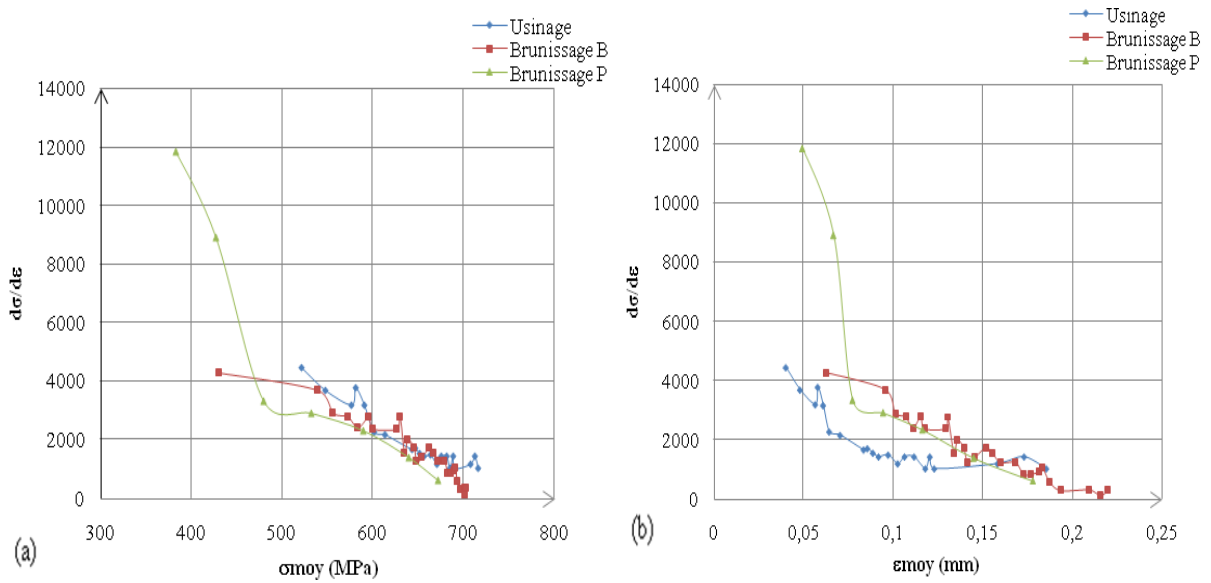 Usinage
Brunissage B
Brunissage P
14000
12000
10000
8000
6000
4000
2000
0
dσ/dε
300 400 500 600 700 800
(a)
σmoy (MPa)
Usinage
Brunissage B
Brunissage P
14000
12000
10000
8000
6000
4000
2000
0
dσ/dε
0 0,05 0,1 0,15 0,2 0,25
(b)
εmoy (mm)